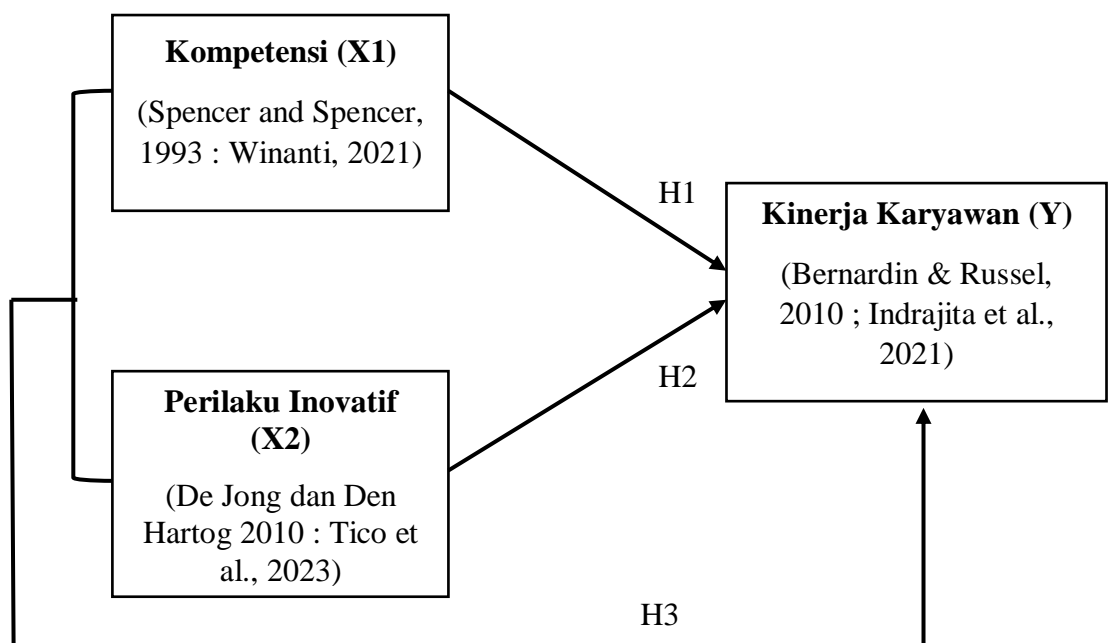 Kompetensi (X1)
(Spencer and Spencer,
1993 : Winanti, 2021)
H1
Kinerja Karyawan (Y)
(Bernardin & Russel,
2010 ; Indrajita et al.,
2021)
H2
Perilaku Inovatif
(X2)
(De Jong dan Den
Hartog 2010 : Tico et
al., 2023)
H3